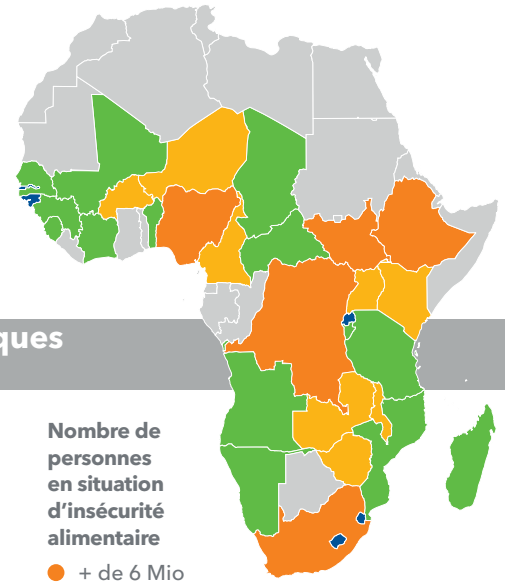 ques
Nombre de
personnes
en situation
d’insécurité
alimentaire
+ de 6 Mio